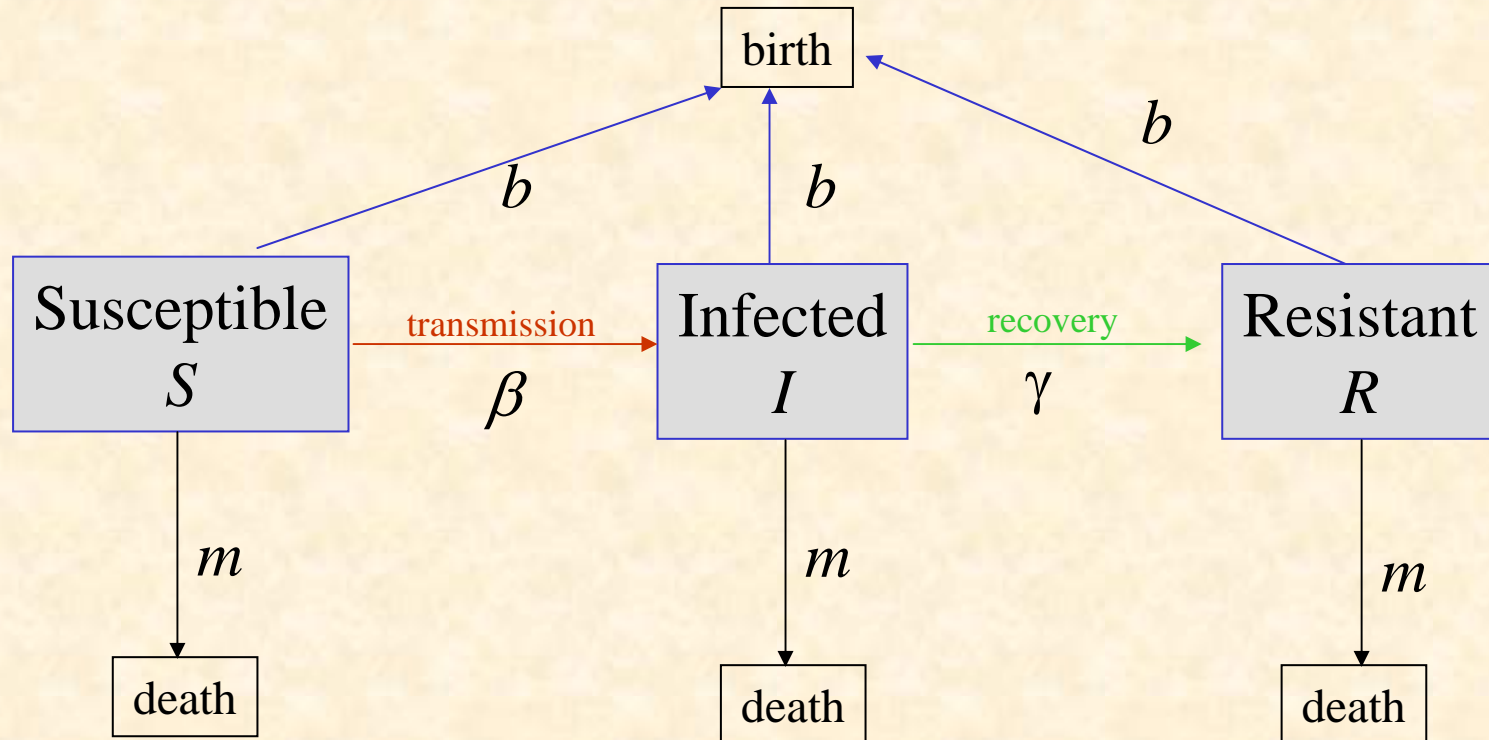 birth
b
b
b
Susceptible
S
transmission
β
Infected
I
recovery
γ
Resistant
R
m
m
m
death
death
death